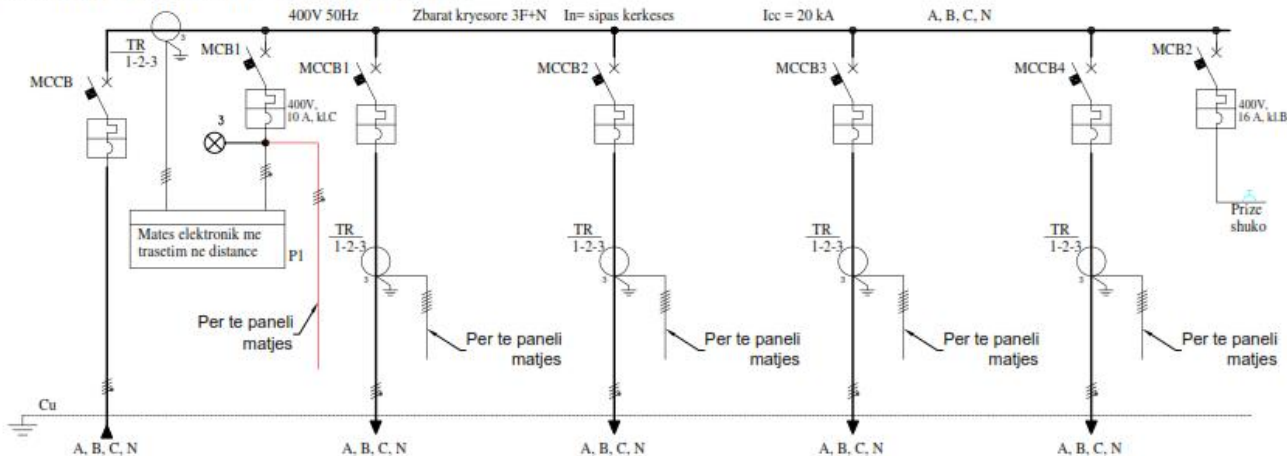 400V 50Hz Zbarat kryesore 3F+N In= sipas kerkeses Icc = 20 kA A, B, C, N
TR
1-2-3
3
MCCB
MCB1
400V,
10 A, kl.C
3
MCCB1
MCCB2
MCCB3
MCCB4
MCB2
400V,
16 A, kl.B
Prize
shuko
Mates elektronik me
trasetim ne distance
P1
TR
1-2-3
3
TR
1-2-3
3
TR
1-2-3
3
TR
1-2-3
3
Per te paneli
matjes
Per te paneli
matjes
Per te paneli
matjes
Per te paneli
matjes
Per te paneli
matjes
Cu
A, B, C, N
A, B, C, N
A, B, C, N
A, B, C, N
A, B, C, N